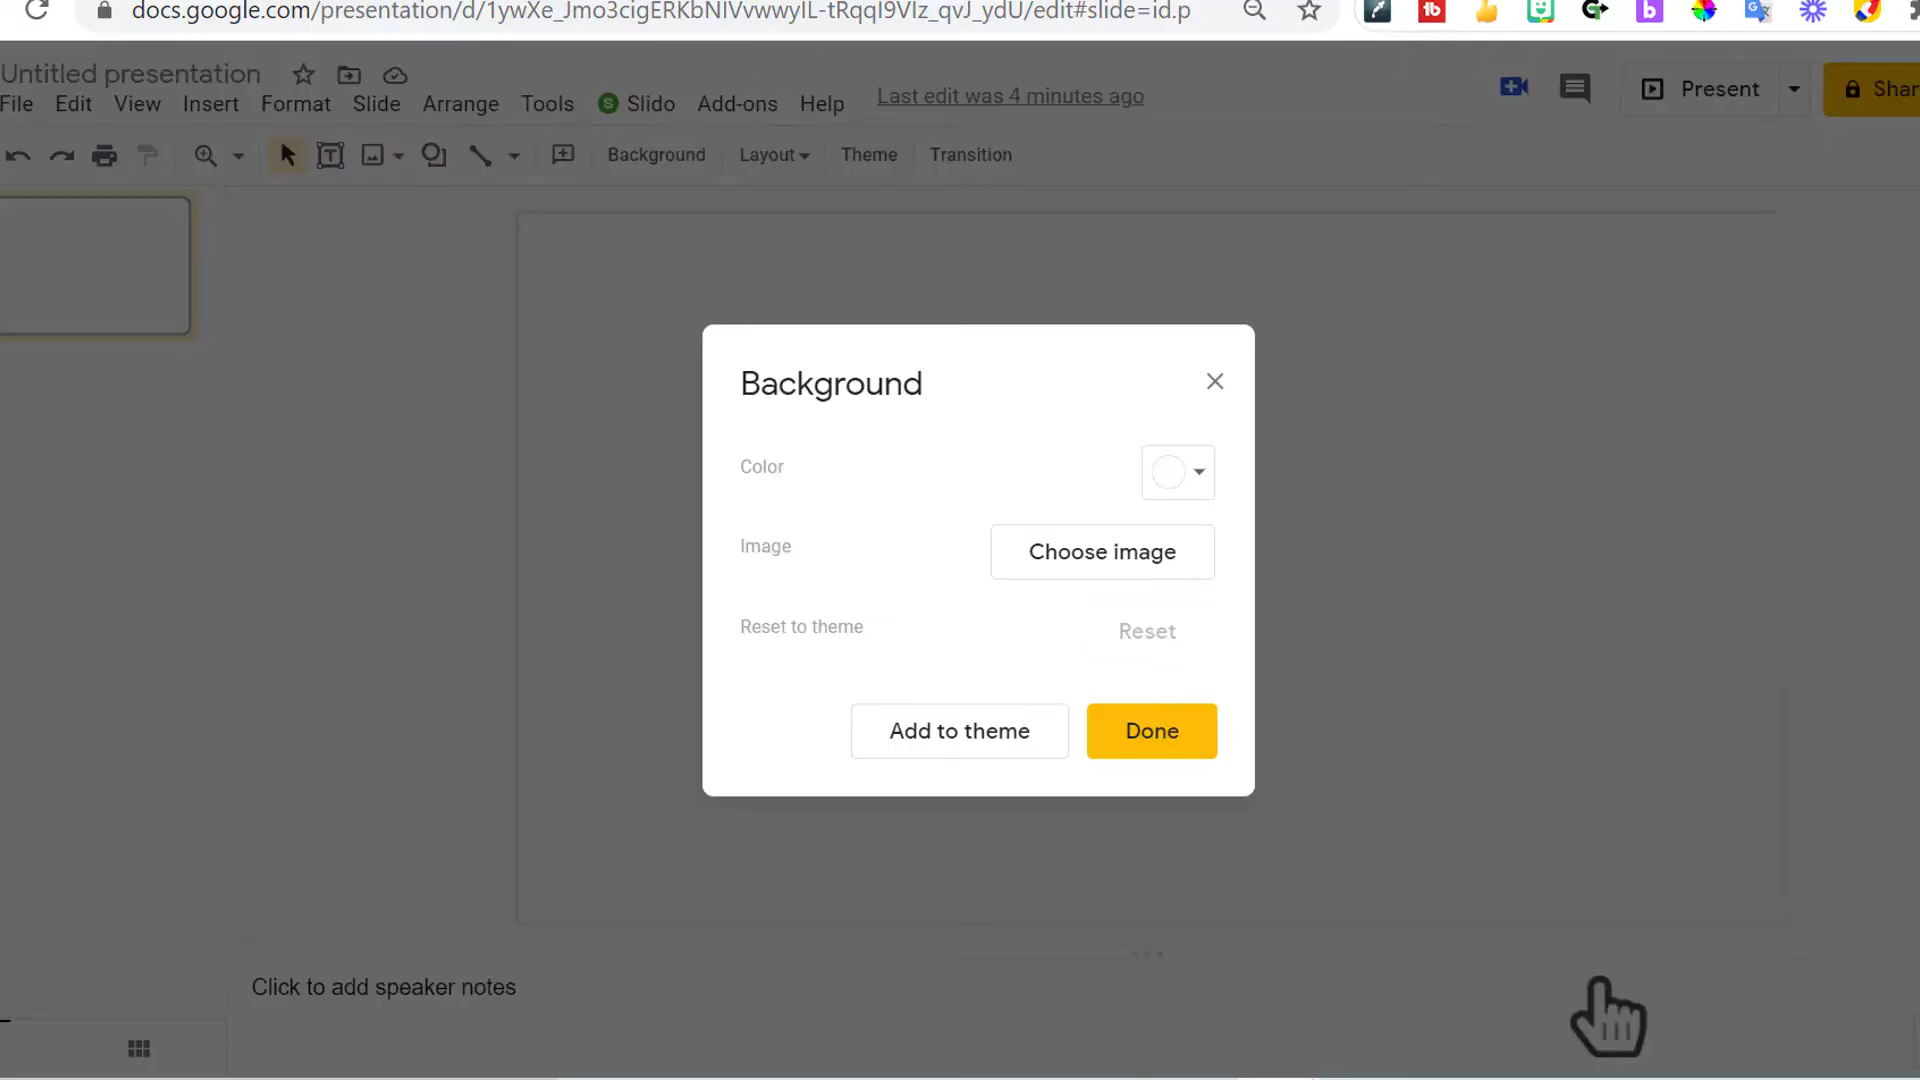 docs.google.com/presentation/d/1ywXe_Jmo3cigERKbNIVvwwyIL-tRqqI9VIz_qvJ_ydU/edit#slide=id.p
Untitled presentation
File Edit View Insert Format Slide Arrange Tools Slido Add-ons Help Last edit was 4 minutes ago
Present
Shar
Background Layout Theme Transition
Background
Color
Image
Choose image
Reset to theme
Reset
Add to theme
Done
Click to add speaker notes